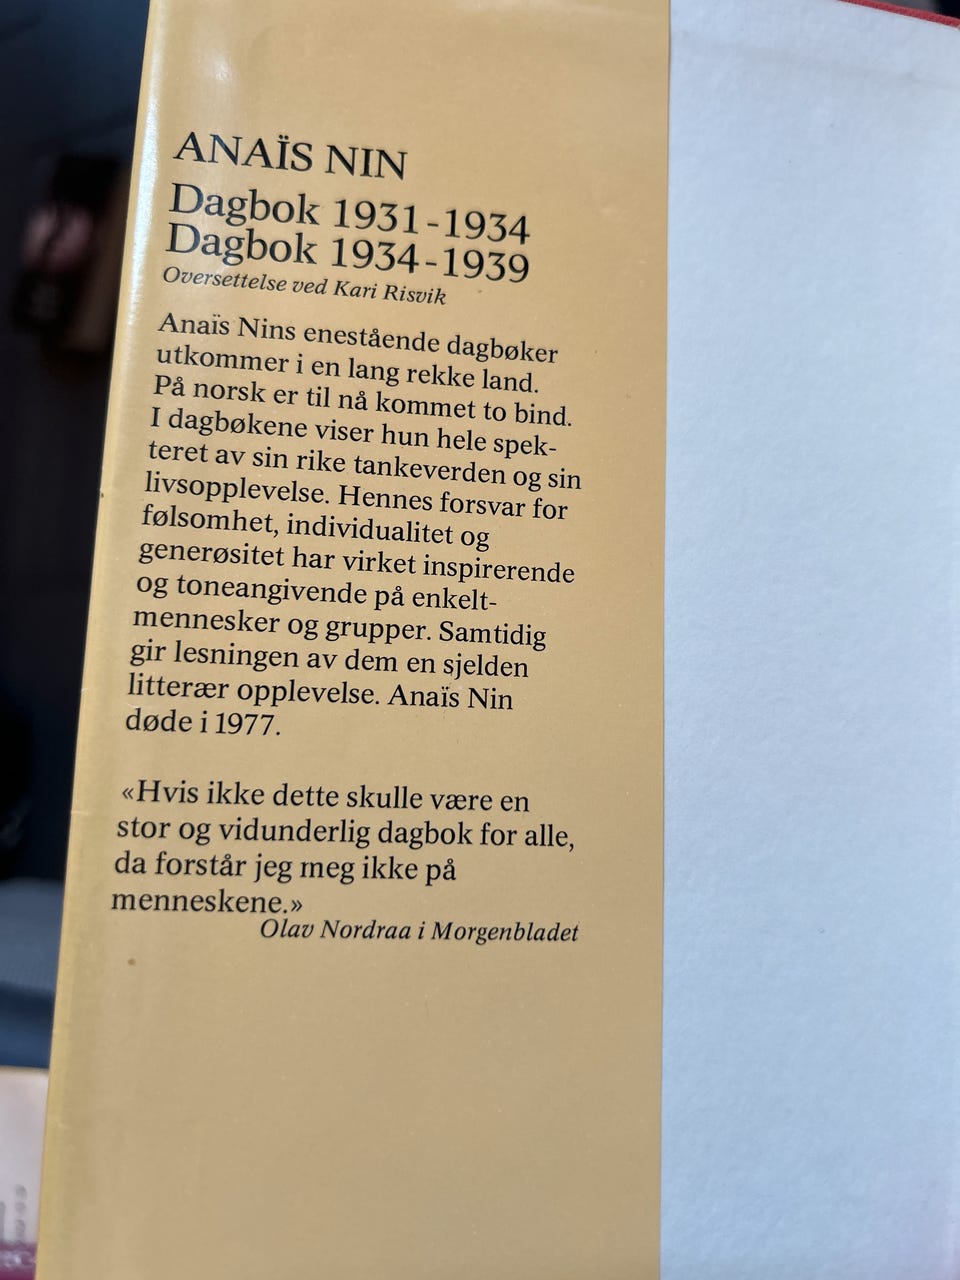 ANAÏS NIN
Dagbok 1931-1934
Dagbok 1934-1939
Oversettelse ved Kari Risvik
Anaïs Nins enestående dagbøker
utkommer i en lang rekke land.
På norsk er til nå kommet to bind.
I dagbøkene viser hun hele spek-
teret av sin rike tankeverden og sin
livsopplevelse. Hennes forsvar for
følsomhet, individualitet og
generøsitet har virket inspirerende
og toneangivende på enkelt-
mennesker og grupper. Samtidig
gir lesningen av dem en sjelden
litterær opplevelse. Anaïs Nin
døde i 1977.
«Hvis ikke dette skulle være en
stor og vidunderlig dagbok for alle,
da forstår jeg meg ikke på
menneskene.»
Olav Nordraa i Morgenbladet